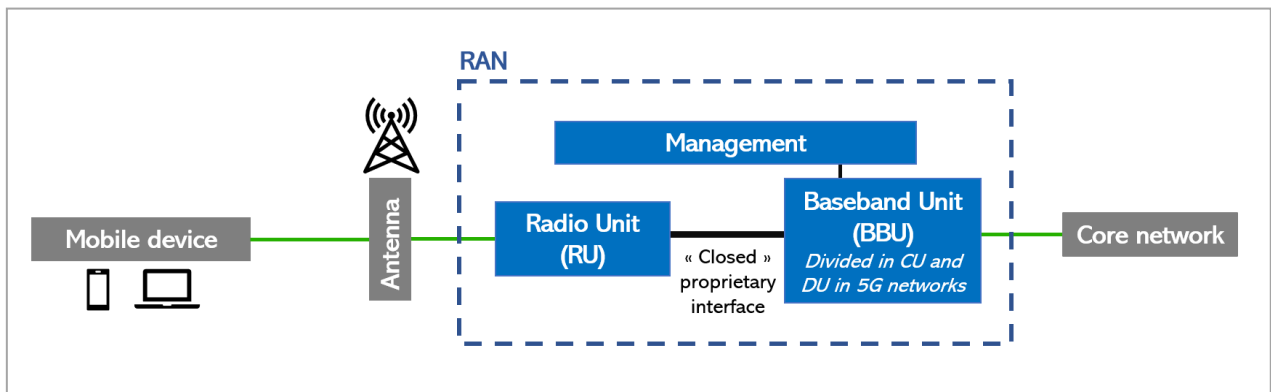 RAN
Management
Mobile device
Antenna
Radio Unit
(RU)
« Closed »
proprietary
interface
Baseband Unit
(BBU)
Divided in CU and
DU in 5G networks
Core network